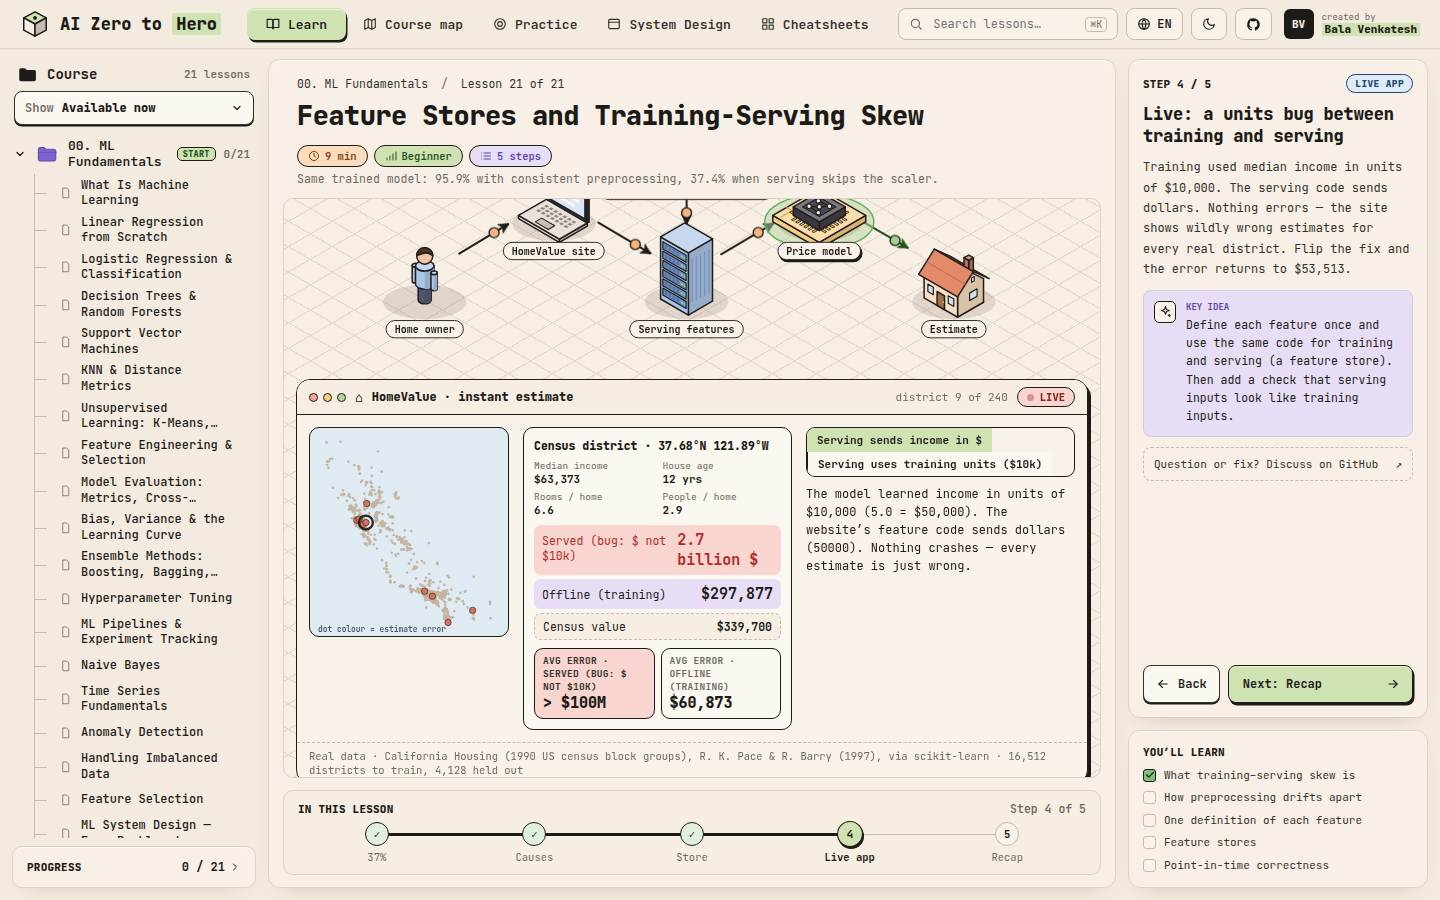 AI Zero to Hero
Learn
Course map
Practice
System Design
Cheatsheets
Search lessons…
⌘K
EN
BV
created by
Bala Venkatesh
Course
21 lessons
Show Available now
00. ML
Fundamentals
START
0/21
What Is Machine
Learning
Linear Regression
from Scratch
Logistic Regression &
Classification
Decision Trees &
Random Forests
Support Vector
Machines
KNN & Distance
Metrics
Unsupervised
Learning: K-Means,…
Feature Engineering &
Selection
Model Evaluation:
Metrics, Cross-…
Bias, Variance & the
Learning Curve
Ensemble Methods:
Boosting, Bagging,…
Hyperparameter Tuning
ML Pipelines &
Experiment Tracking
Naive Bayes
Time Series
Fundamentals
Anomaly Detection
Handling Imbalanced
Data
Feature Selection
ML System Design —
PROGRESS
0 / 21
00. ML Fundamentals / Lesson 21 of 21
Feature Stores and Training-Serving Skew
9 min
Beginner
5 steps
Same trained model: 95.9% with consistent preprocessing, 37.4% when serving skips the scaler.
HomeValue site
Price model
Home owner
Serving features
Estimate
HomeValue · instant estimate
district 9 of 240
LIVE
dot colour = estimate error
Census district · 37.68°N 121.89°W
Median income
House age
$63,373
12 yrs
Rooms / home
People / home
6.6
2.9
Served (bug: $ not
$10k)
2.7
billion $
Offline (training)
$297,877
Census value
$339,700
AVG ERROR ·
SERVED (BUG: $
NOT $10K)
> $100M
AVG ERROR ·
OFFLINE
(TRAINING)
$60,873
Serving sends income in $
Serving uses training units ($10k)
The model learned income in units of
$10,000 (5.0 = $50,000). The
website’s feature code sends dollars
(50000). Nothing crashes — every
estimate is just wrong.
Real data · California Housing (1990 US census block groups), R. K. Pace & R. Barry (1997), via scikit-learn · 16,512
districts to train, 4,128 held out
IN THIS LESSON
Step 4 of 5
4
5
37%
Causes
Store
Live app
Recap
STEP 4 / 5
LIVE APP
Live: a units bug between
training and serving
Training used median income in units
of $10,000. The serving code sends
dollars. Nothing errors — the site
shows wildly wrong estimates for
every real district. Flip the fix and
the error returns to $53,513.
KEY IDEA
Define each feature once and
use the same code for training
and serving (a feature store).
Then add a check that serving
inputs look like training
inputs.
Question or fix? Discuss on GitHub ↗
← Back
Next: Recap →
YOU’LL LEARN
What training-serving skew is
How preprocessing drifts apart
One definition of each feature
Feature stores
Point-in-time correctness